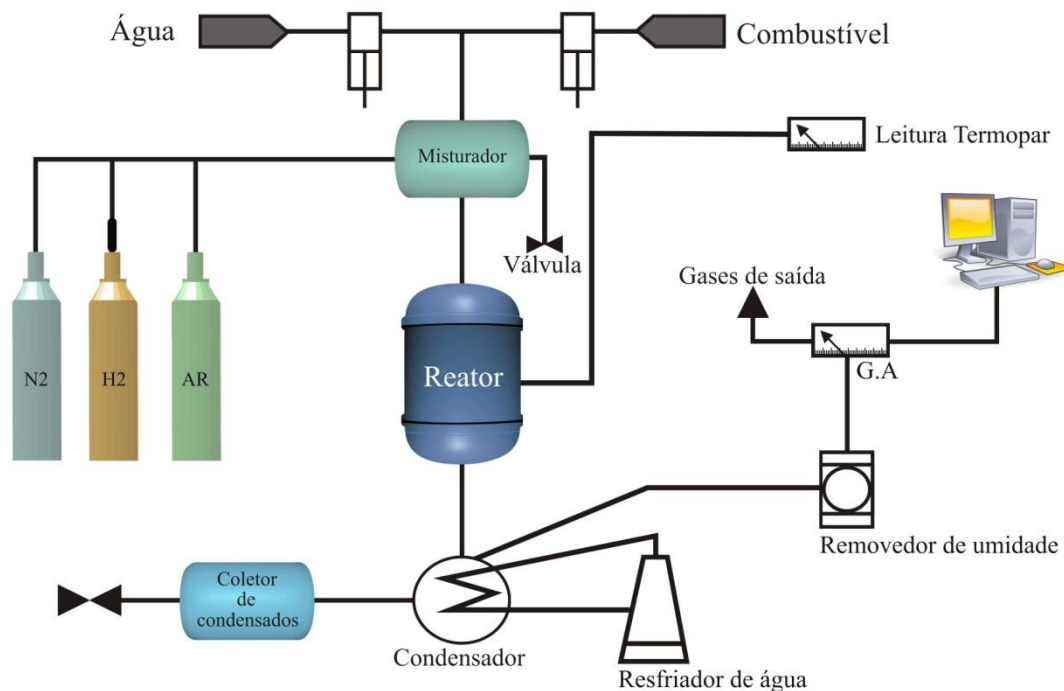 Água
Combustível
Misturador
Leitura Termopar
Válvula
Gases de saída
N2
H2
AR
Reator
G.A
Removedor de umidade
Coletor
de
condensados
Condensador
Resfriador de água